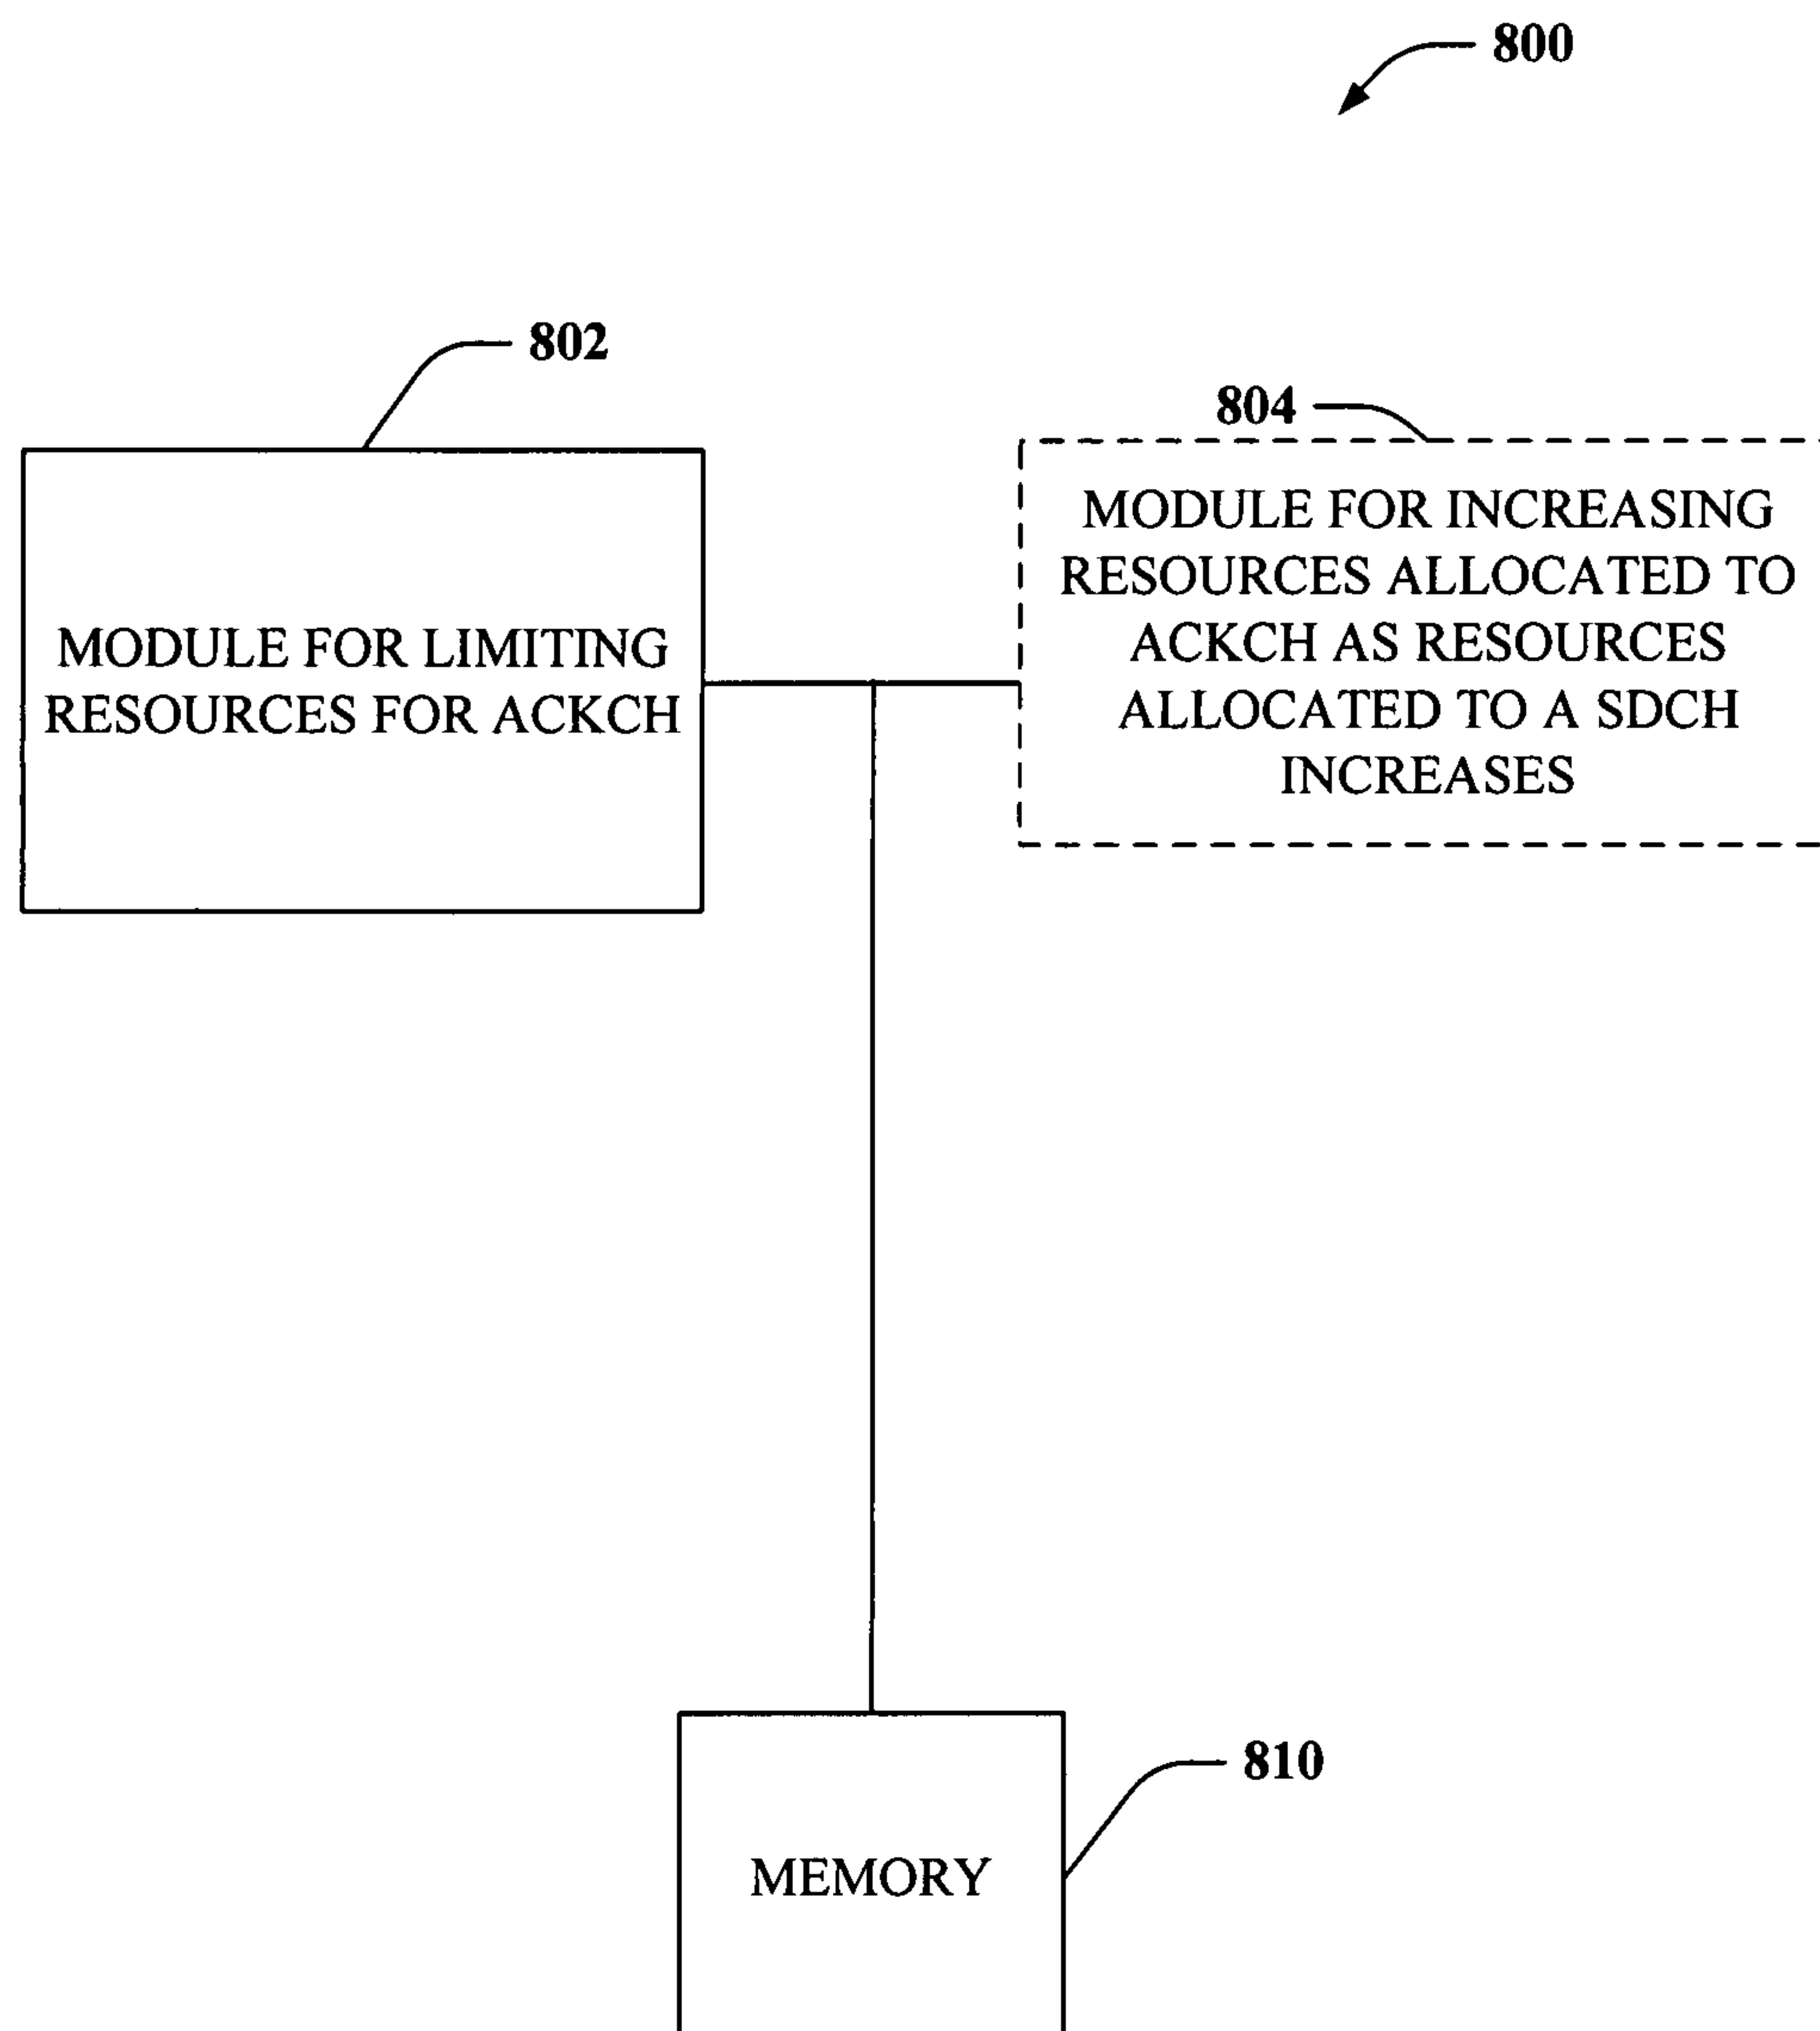 800
802
804
MODULE FOR LIMITING
RESOURCES FOR ACKCH
MODULE FOR INCREASING
RESOURCES ALLOCATED TO
ACKCH AS RESOURCES
ALLOCATED TO A SDCH
INCREASES
810
MEMORY